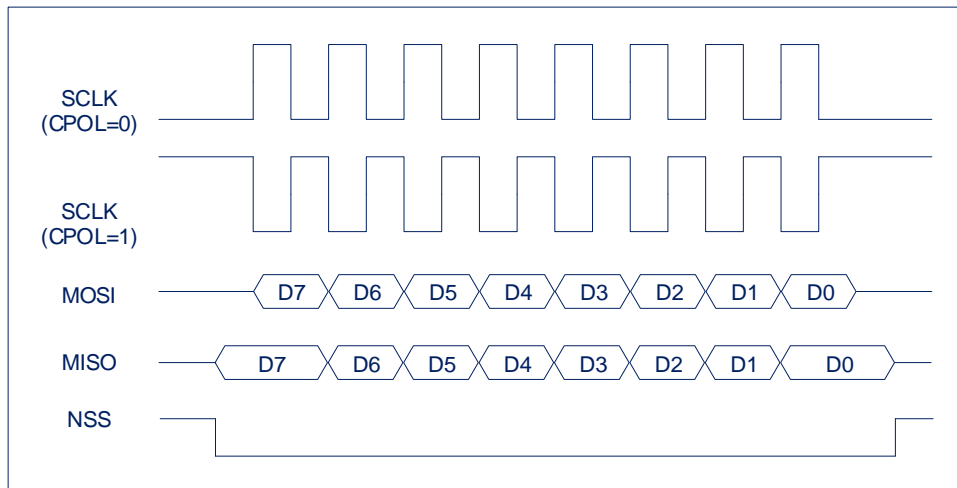 SCLK
(CPOL=0)
SCLK
(CPOL=1)
MOSI D7 D6 D5 D4 D3 D2 D1 D0
MISO D7 D6 D5 D4 D3 D2 D1 D0
NSS